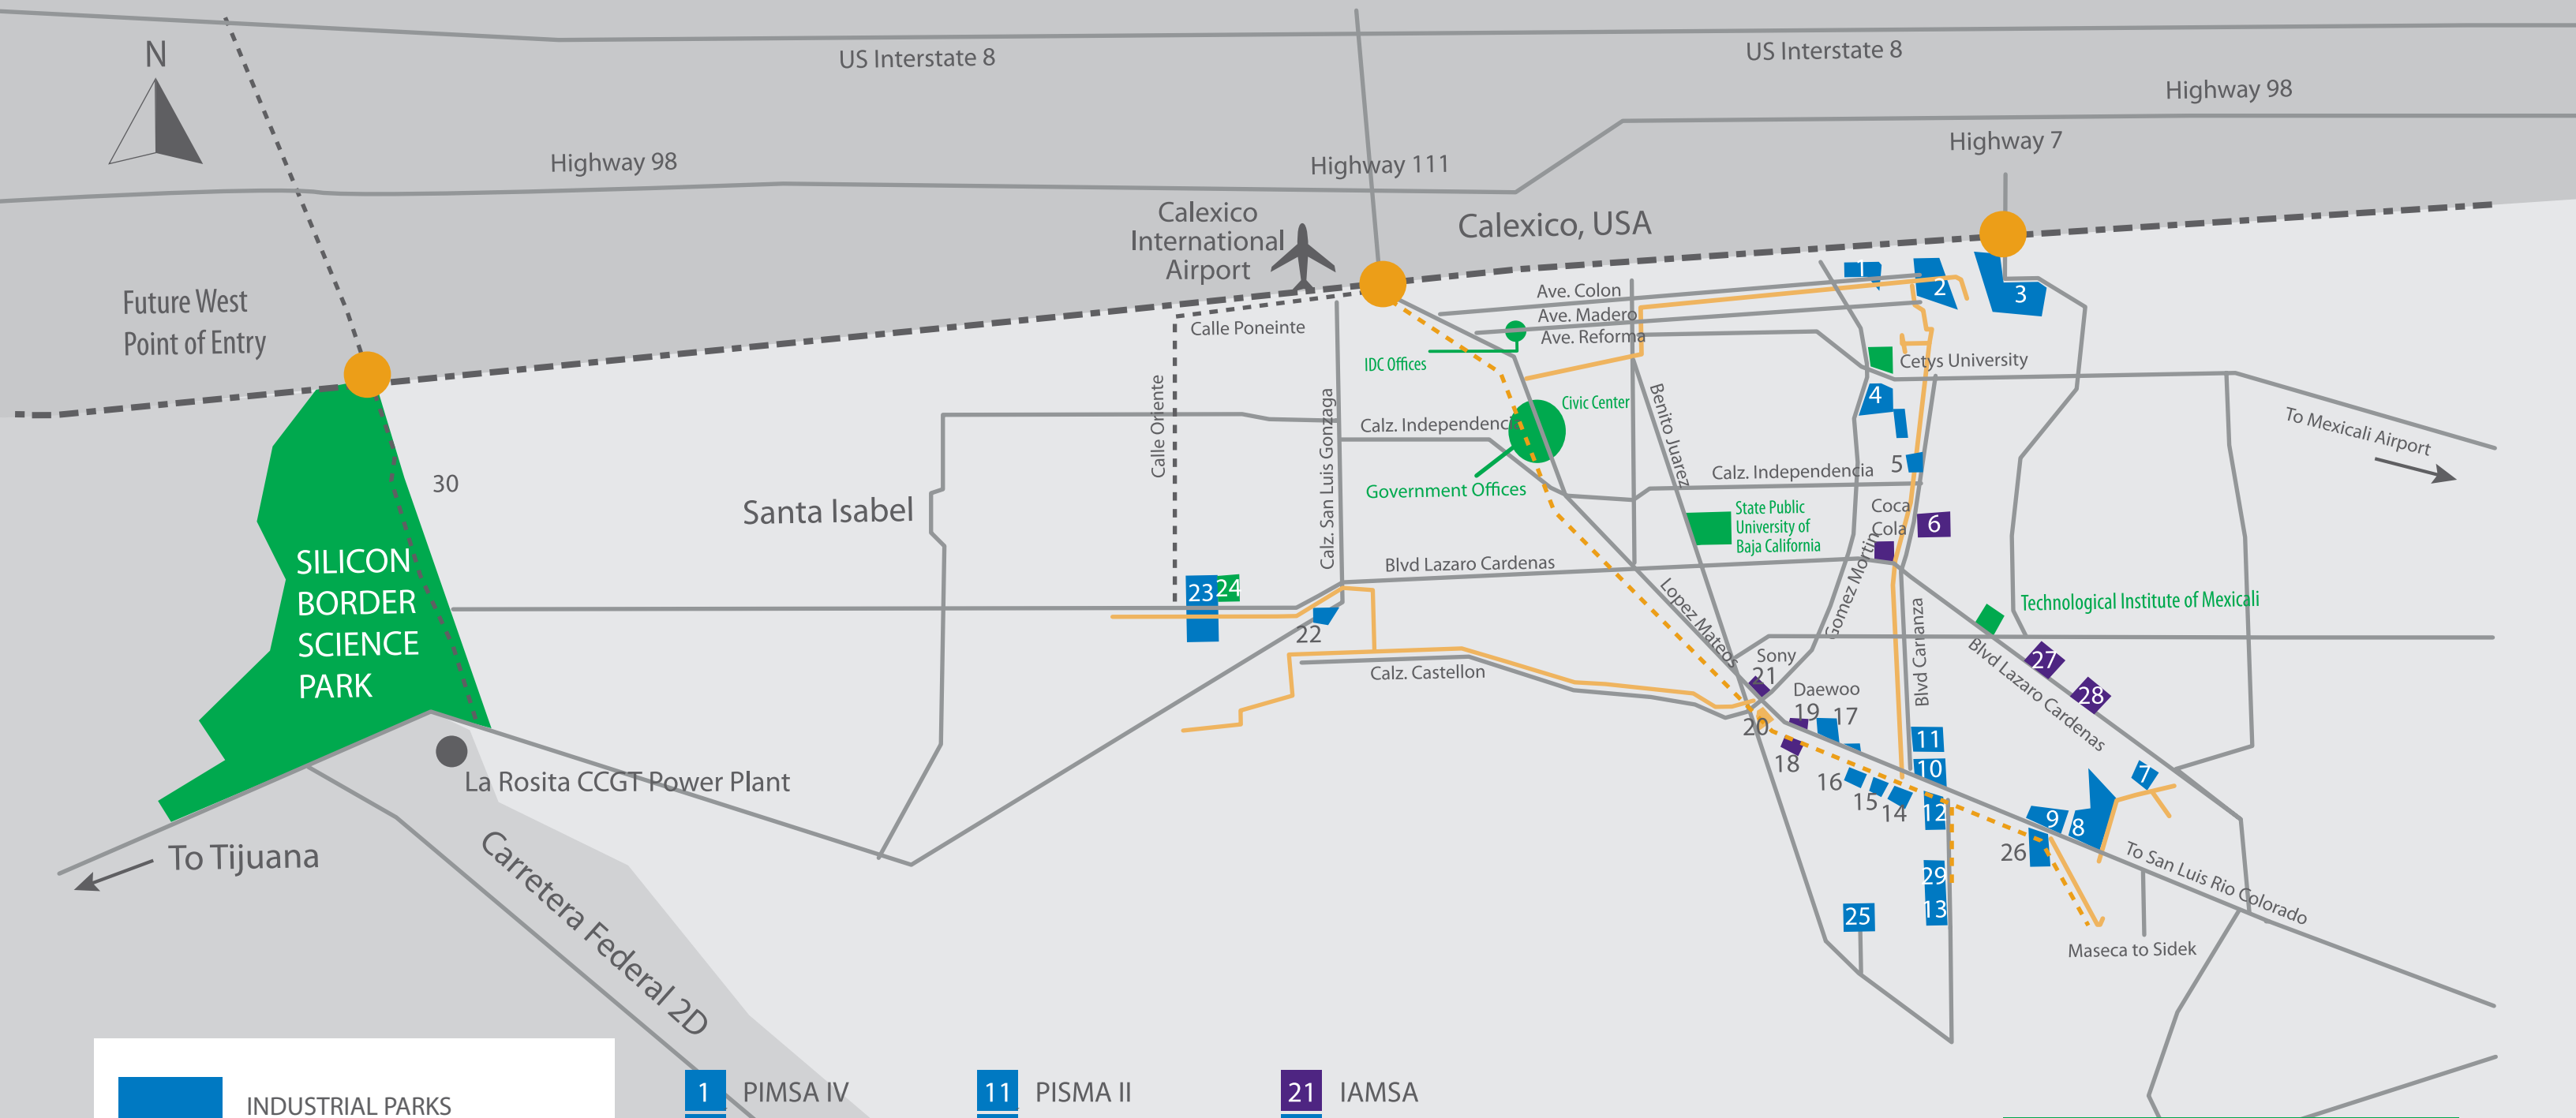 N
US Interstate 8
US Interstate 8
Highway 98
Highway 98
Highway 111
Highway 7
Calexico
International
Airport
Calexico, USA
Future West
Point of Entry
Calle Poneinte
Ave. Colon
Ave. Madero
Ave. Reforma
1
2
3
IDC Offices
Cetys University
Calle Oriente
Calz. San Luis Gonzaga
Civic Center
Benito Juarez
4
To Mexicali Airport
Calz. Independenci
Calz. Independencia
5
30
Government Offices
Santa Isabel
State Public
University of
Baja California
Coca
Cola
6
SILICON
BORDER
SCIENCE
PARK
Blvd Lazaro Cardenas
Gomez Mortin
23
24
22
Lopez Mateos
Blvd Carranza
Technological Institute of Mexicali
Calz. Castellon
Sony
21
Daewoo
19
17
20
18
Blvd Lazaro Cardenas
27
28
11
10
16
15
14
12
7
9
8
26
La Rosita CCGT Power Plant
To Tijuana
Carretera Federal 2D
To San Luis Rio Colorado
29
13
25
Maseca to Sidek
INDUSTRIAL PARKS
1 PIMSA IV
11 PISMA II
21 IAMSA